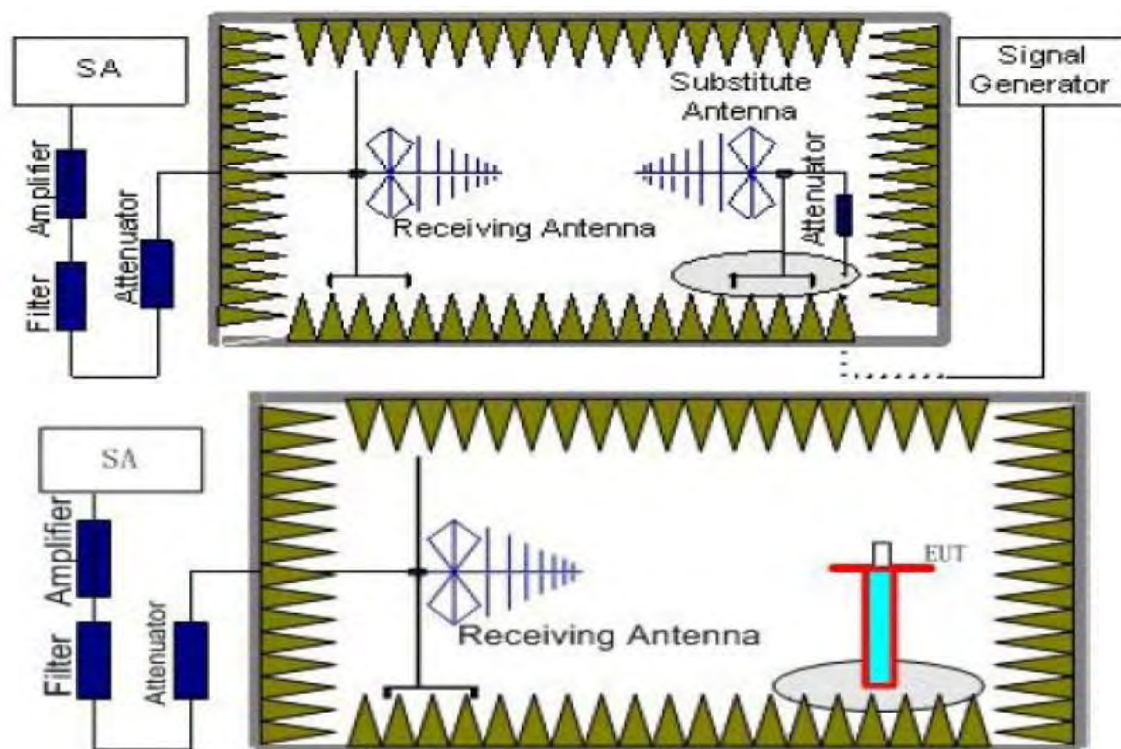 SA
Signal
Generator
Substitute
Antenna
Amplifier
Attenuator
Attenuator
Filter
Receiving Antenna
SA
Amplifier
EUT
Attenuator
Filter
Receiving Antenna